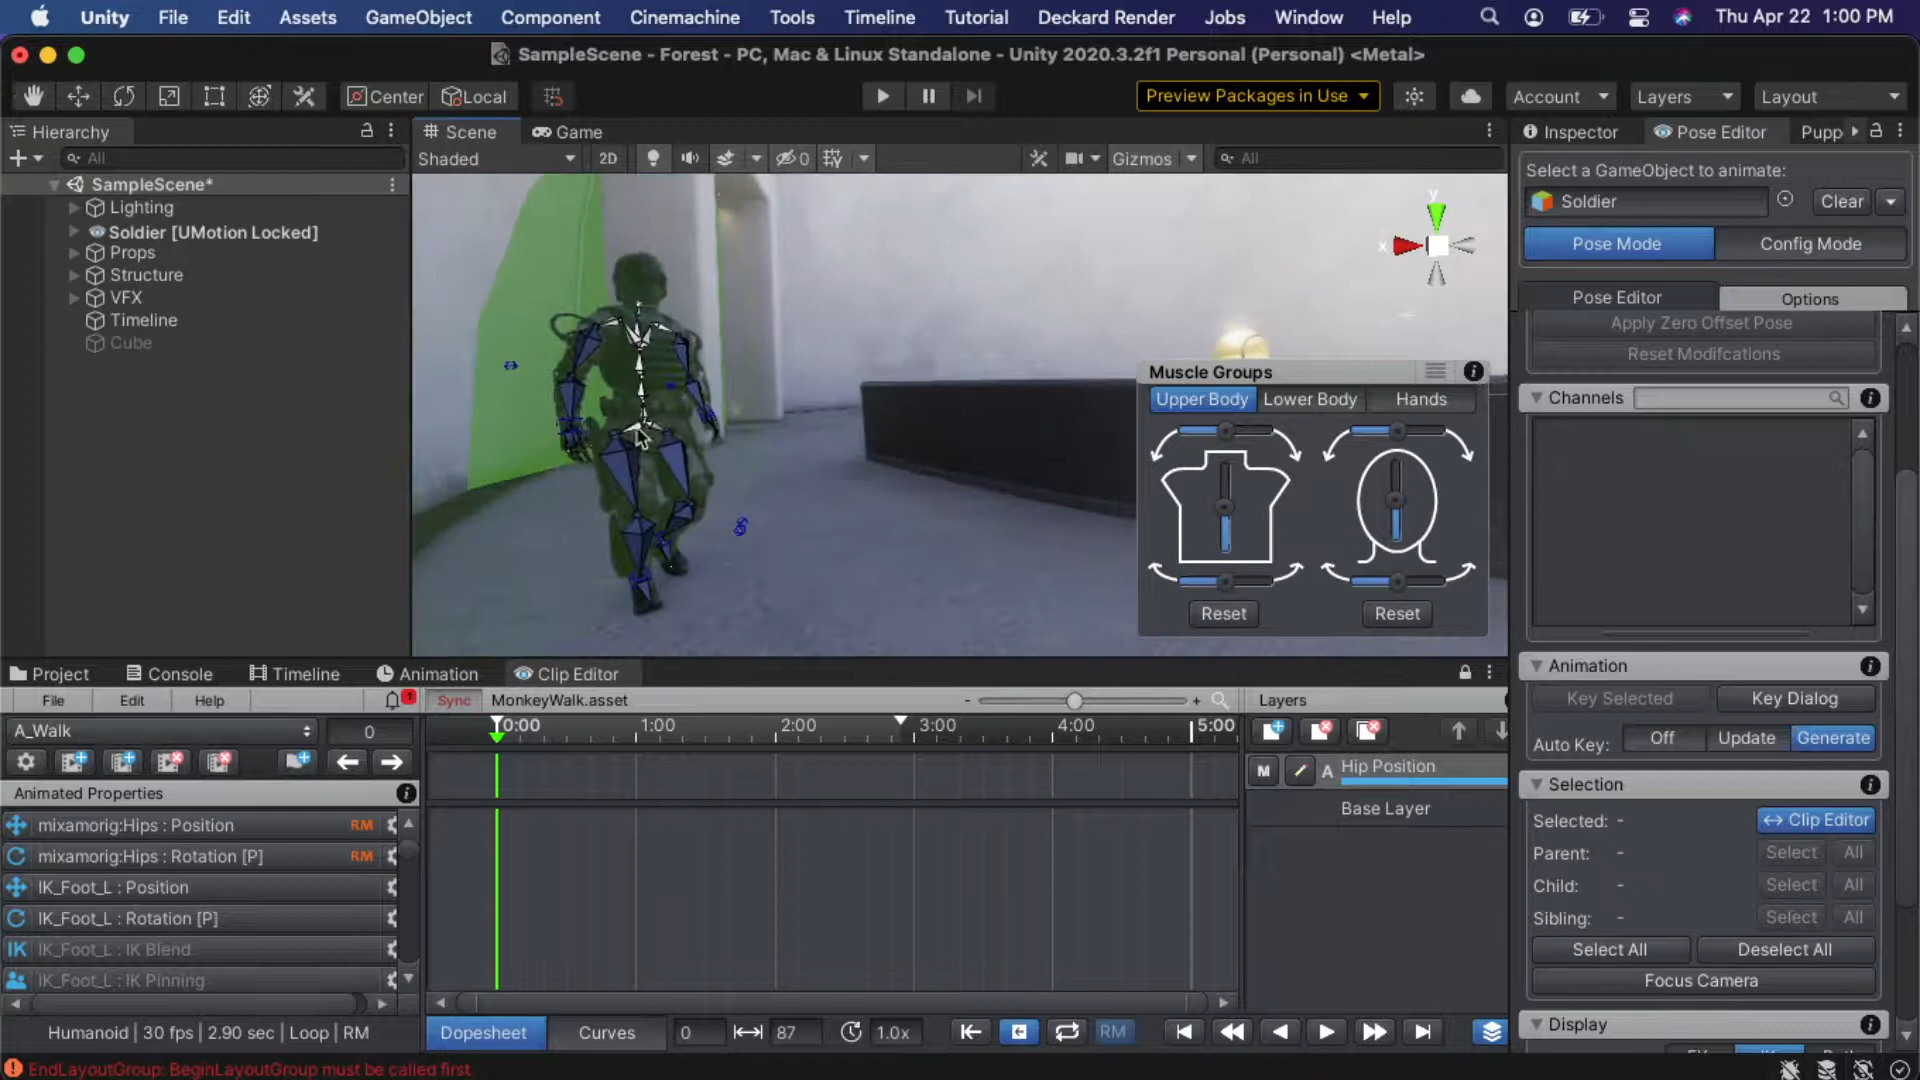 Unity File Edit Assets GameObject Component Cinemachine Tools Timeline Tutorial Deckard Render Jobs Window Help Thu Apr 22 1:00 PM
SampleScene - Forest - PC, Mac & Linux Standalone - Unity 2020.3.2f1 Personal (Personal) <Metal>
Center Local Preview Packages in Use Account Layers Layout
Hierarchy Scene Game Inspector Pose Editor Pupp
All Shaded 2D 0 Gizmos All
Select a GameObject to animate:
SampleScene*
Soldier Clear
Lighting
Soldier [UMotion Locked]
Pose Mode Config Mode
Props
Structure
VFX
Pose Editor Options
Timeline
Apply Zero Offset Pose
Cube
Reset Modifcations
y
x
Muscle Groups
Upper Body Lower Body Hands
Reset Reset
Channels
Project Console Timeline Animation Clip Editor
Animation
File Edit Help 1 Sync MonkeyWalk.asset - + Layers
Key Selected Key Dialog
A_Walk 0 0:00 1:00 2:00 3:00 4:00 5:00
Auto Key: Off Update Generate
M A Hip Position
Base Layer
Animated Properties
Selection
mixamorig:Hips : Position RM
Selected: - Clip Editor
mixamorig:Hips : Rotation [P] RM
Parent: - Select All
IK_Foot_L : Position
Child: - Select All
IK_Foot_L : Rotation [P]
Sibling: - Select All
IK IK_Foot_L : IK Blend
Select All Deselect All
IK_Foot_L : IK Pinning
Focus Camera
Humanoid | 30 fps | 2.90 sec | Loop | RM Dopesheet Curves 0 87 1.0x RM
Display
EndLayoutGroup: BeginLayoutGroup must be called first.